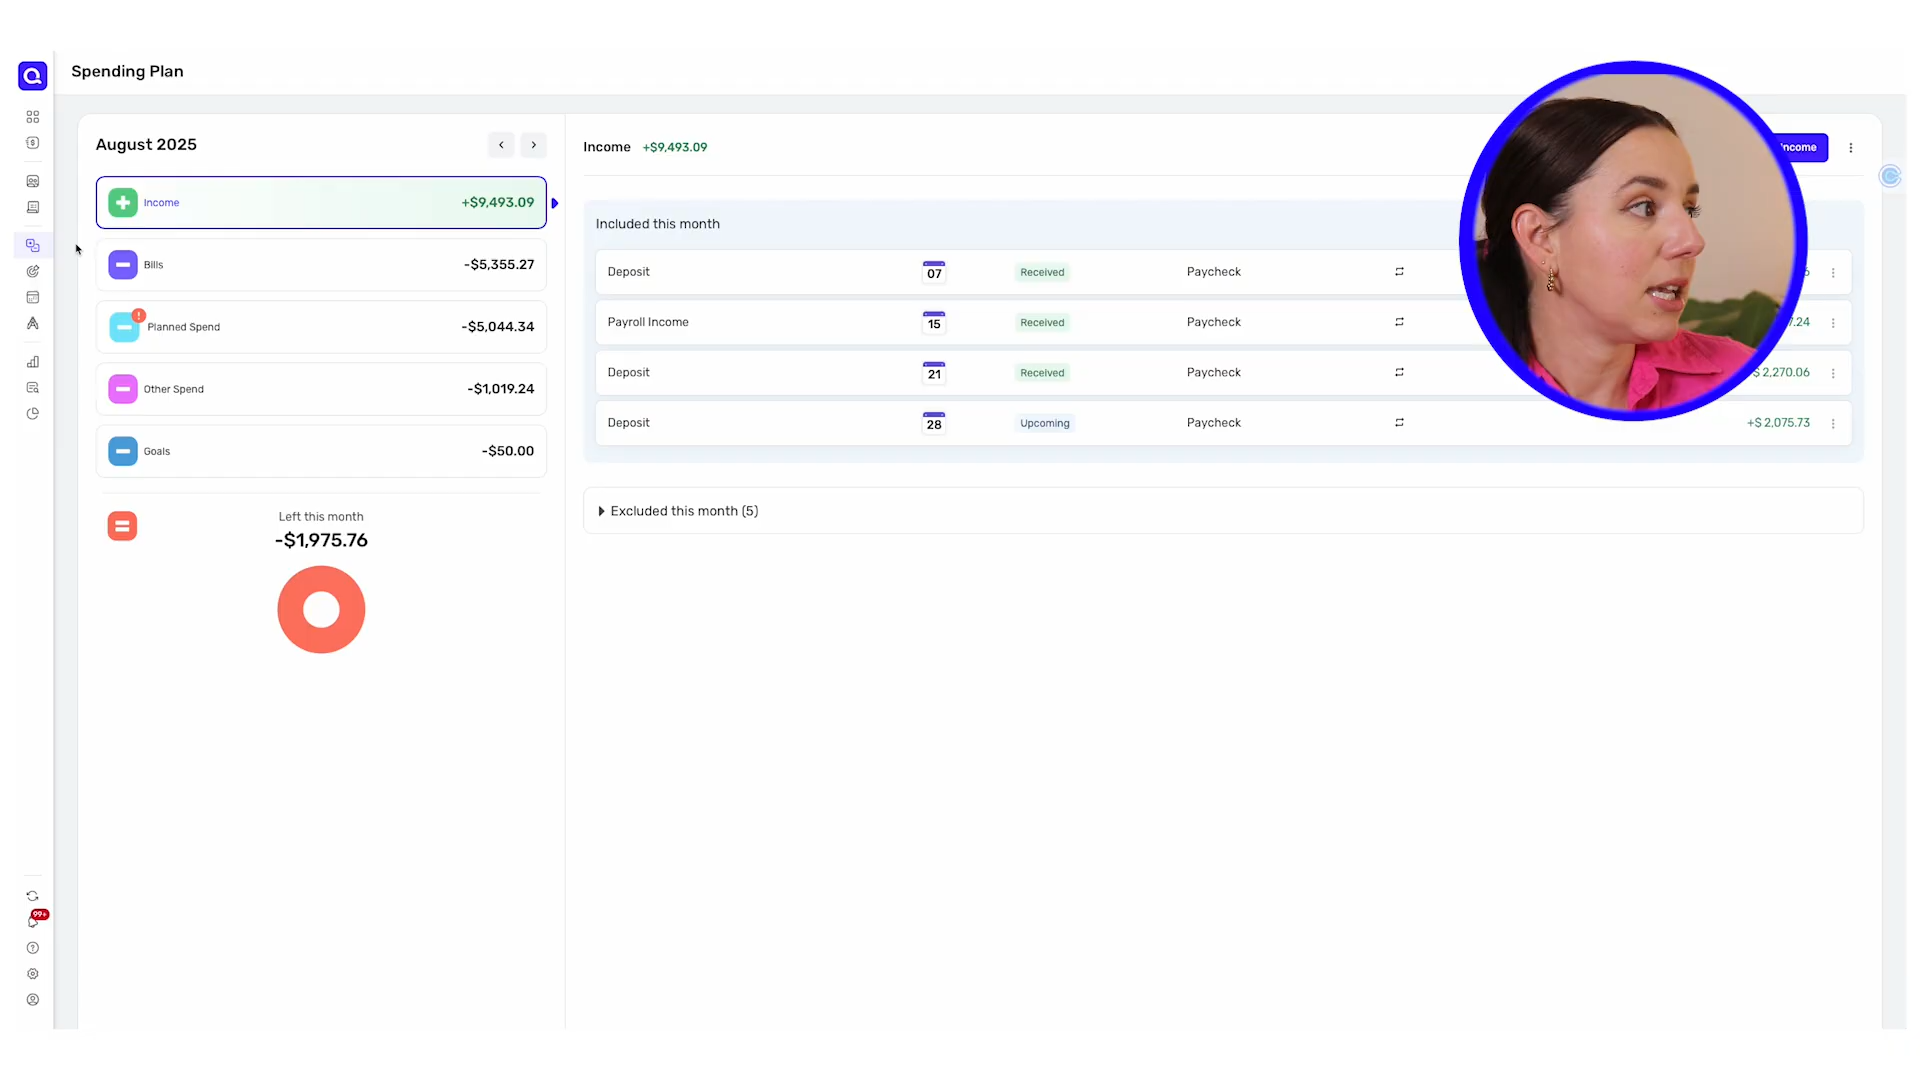 Spending Plan
August 2025
Income +$9,493.09
Bills -$5,355.27
! Planned Spend -$5,044.34
Other Spend -$1,019.24
Goals -$50.00
Left this month
-$1,975.76
99+
Income +$9,493.09
Income
Included this month
Deposit 07 Received Paycheck
Payroll Income 15 Received Paycheck 7.24
Deposit 21 Received Paycheck $ 2,270.06
Deposit 28 Upcoming Paycheck +$ 2,075.73
Excluded this month (5)